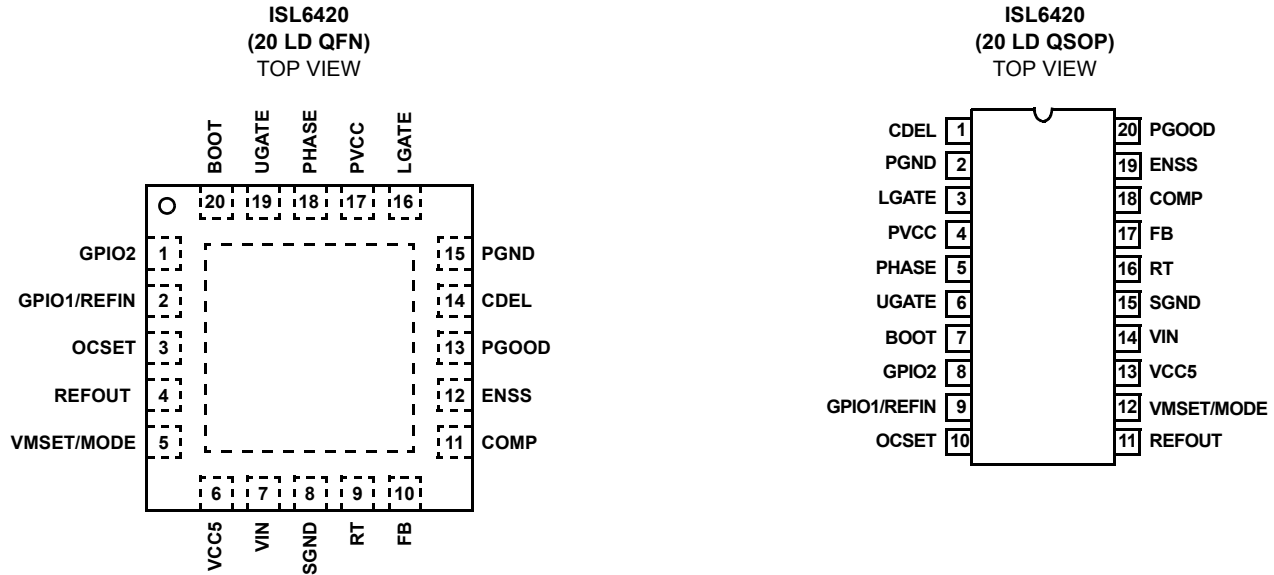 ISL6420
(20 LD QFN)
TOP VIEW
BOOT
UGATE
PHASE
PVCC
LGATE
20 19 18 17 16
GPIO2 1
GPIO1/REFIN 2
OCSET 3
REFOUT 4
VMSET/MODE 5
15 PGND
14 CDEL
13 PGOOD
12 ENSS
11 COMP
6 7 8 9 10
VCC5
VIN
SGND
RT
FB
ISL6420
(20 LD QSOP)
TOP VIEW
CDEL 1
PGND 2
LGATE 3
PVCC 4
PHASE 5
UGATE 6
BOOT 7
GPIO2 8
GPIO1/REFIN 9
OCSET 10
20 PGOOD
19 ENSS
18 COMP
17 FB
16 RT
15 SGND
14 VIN
13 VCC5
12 VMSET/MODE
11 REFOUT